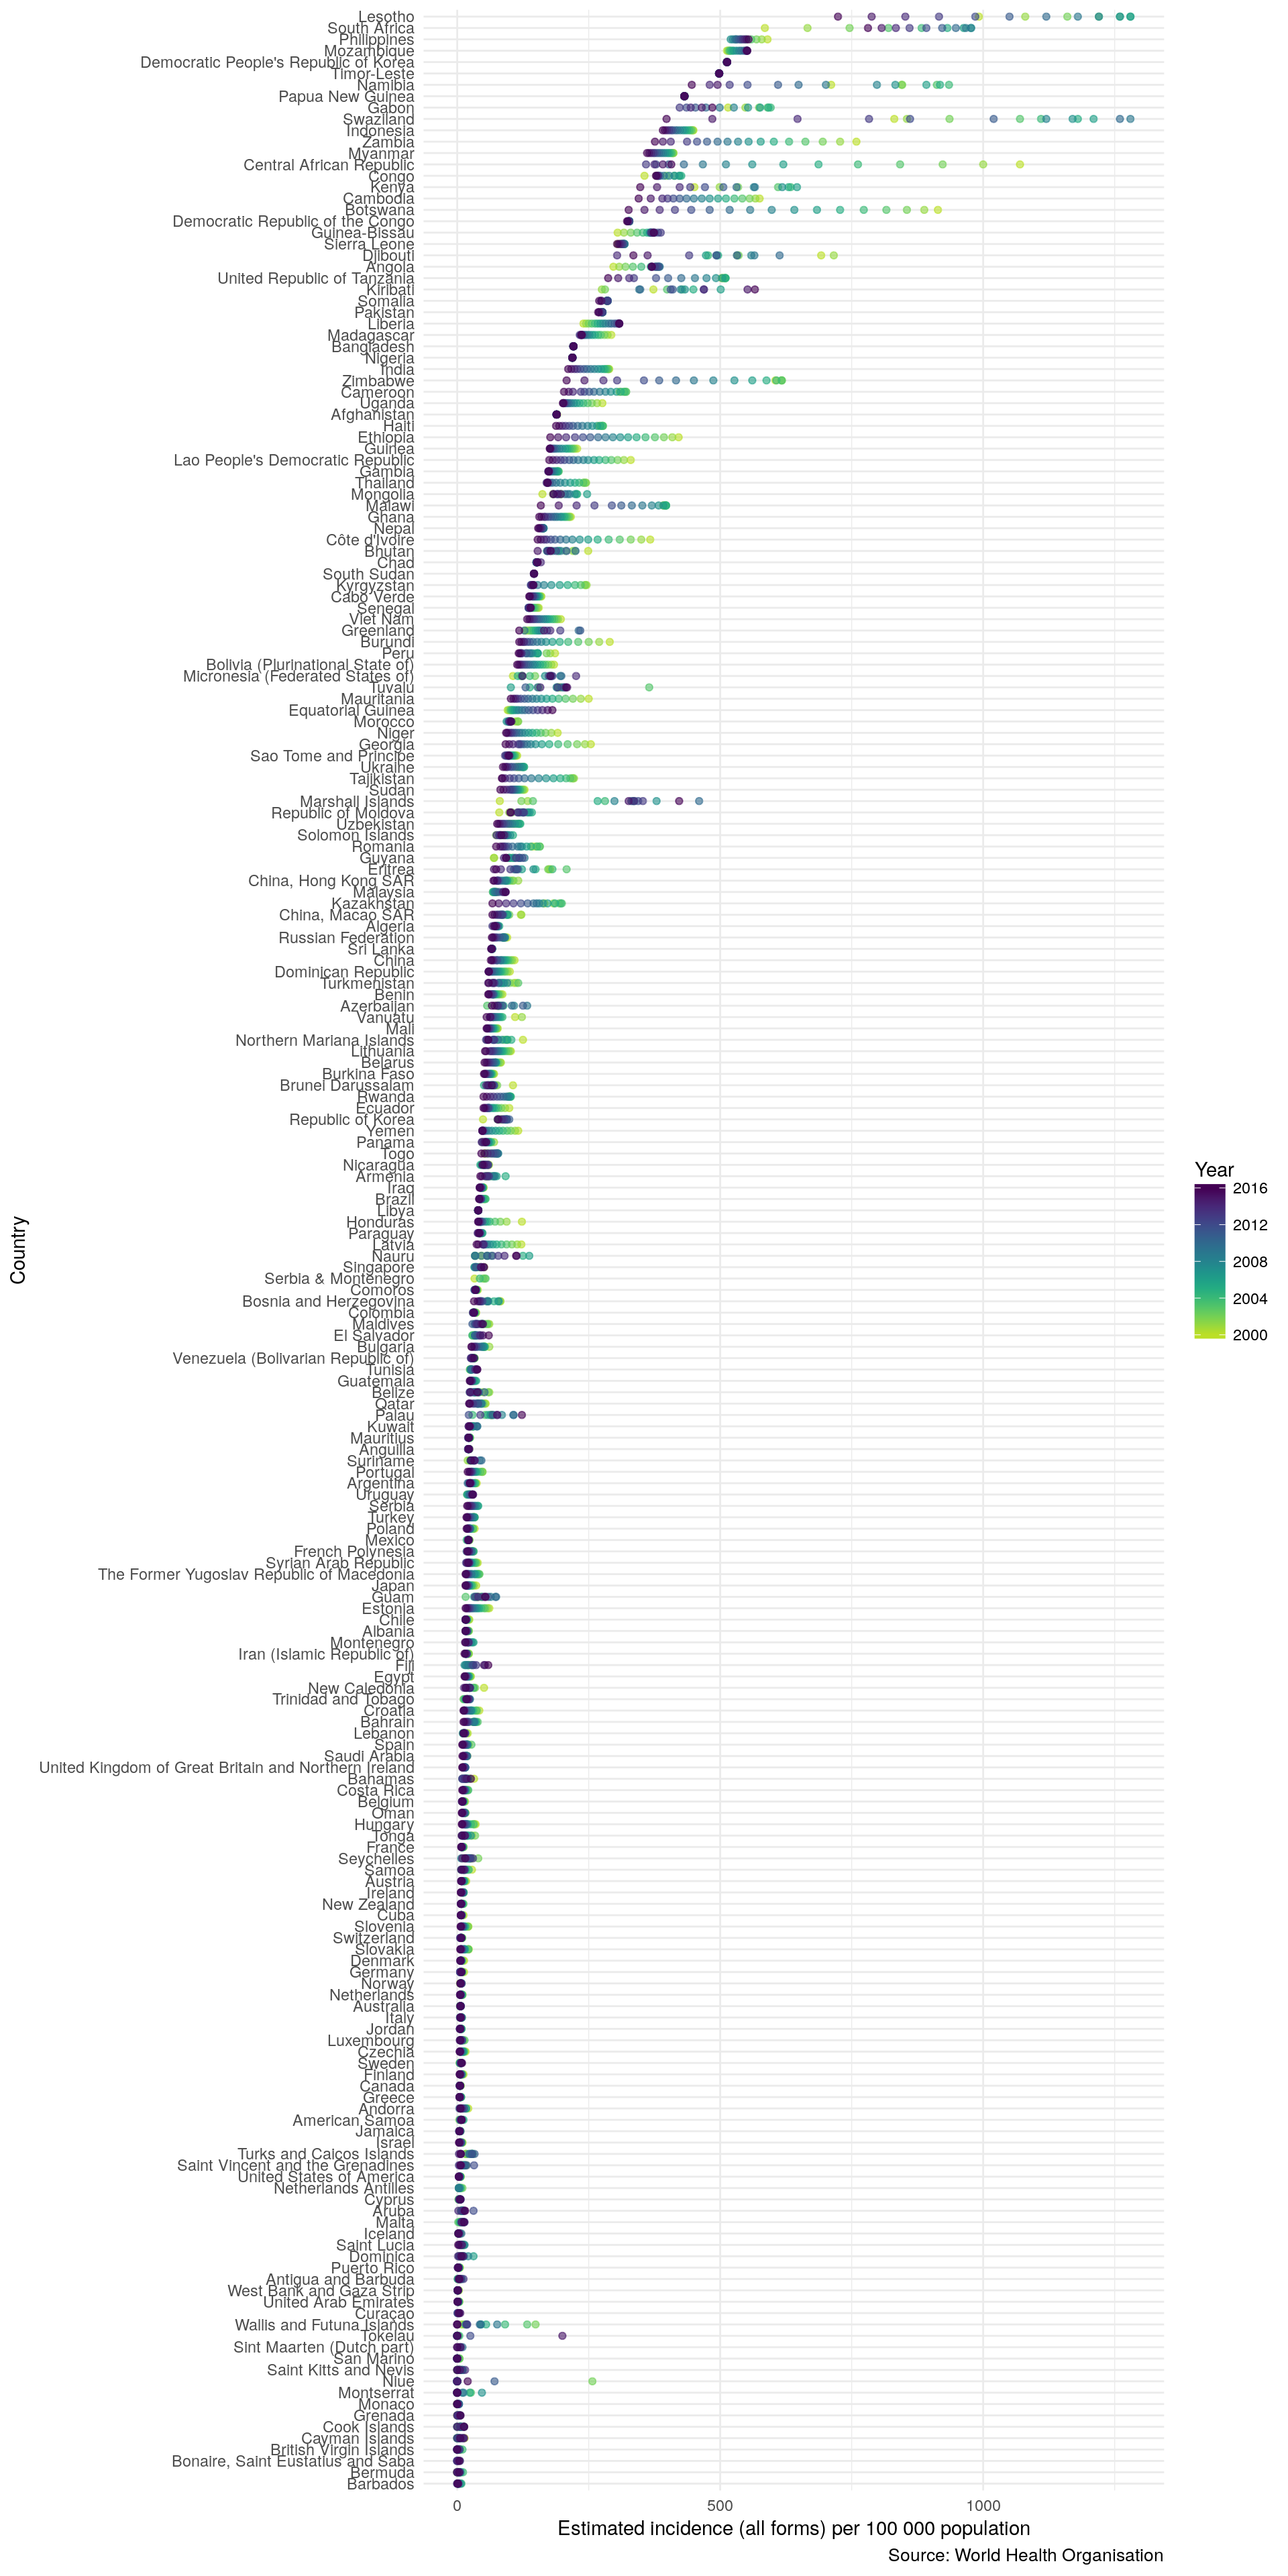 Country
Lesotho
South Africa
Philippines
Mozambique
Democratic People's Republic of Korea
Timor-Leste
Namibia
Papua New Guinea
Gabon
Swaziland
Indonesia
Zambia
Myanmar
Central African Republic
Congo
Kenya
Cambodia
Botswana
Democratic Republic of the Congo
Guinea-Bissau
Sierra Leone
Djibouti
Angola
United Republic of Tanzania
Kiribati
Somalia
Pakistan
Liberia
Madagascar
Bangladesh
Nigeria
India
Zimbabwe
Cameroon
Uganda
Afghanistan
Haiti
Ethiopia
Guinea
Lao People's Democratic Republic
Gambia
Thailand
Mongolia
Malawi
Ghana
Nepal
Côte d'Ivoire
Bhutan
Chad
South Sudan
Kyrgyzstan
Cabo Verde
Senegal
Viet Nam
Greenland
Burundi
Peru
Bolivia (Plurinational State of)
Micronesia (Federated States of)
Tuvalu
Mauritania
Equatorial Guinea
Morocco
Niger
Georgia
Sao Tome and Principe
Ukraine
Tajikistan
Sudan
Marshall Islands
Republic of Moldova
Uzbekistan
Solomon Islands
Romania
Guyana
Eritrea
China, Hong Kong SAR
Malaysia
Kazakhstan
China, Macao SAR
Algeria
Russian Federation
Sri Lanka
China
Dominican Republic
Turkmenistan
Benin
Azerbaijan
Vanuatu
Mali
Northern Mariana Islands
Lithuania
Belarus
Burkina Faso
Brunei Darussalam
Rwanda
Ecuador
Republic of Korea
Yemen
Panama
Togo
Nicaragua
Armenia
Iraq
Brazil
Libya
Honduras
Paraguay
Latvia
Nauru
Singapore
Serbia & Montenegro
Comoros
Bosnia and Herzegovina
Colombia
Maldives
El Salvador
Bulgaria
Venezuela (Bolivarian Republic of)
Tunisia
Guatemala
Belize
Qatar
Palau
Kuwait
Mauritius
Anguilla
Suriname
Portugal
Argentina
Uruguay
Serbia
Turkey
Poland
Mexico
French Polynesia
Syrian Arab Republic
The Former Yugoslav Republic of Macedonia
Japan
Guam
Estonia
Chile
Albania
Montenegro
Iran (Islamic Republic of)
Fiji
Egypt
New Caledonia
Trinidad and Tobago
Croatia
Bahrain
Lebanon
Spain
Saudi Arabia
United Kingdom of Great Britain and Northern Ireland
Bahamas
Costa Rica
Belgium
Oman
Hungary
Tonga
France
Seychelles
Samoa
Austria
Ireland
New Zealand
Cuba
Slovenia
Switzerland
Slovakia
Denmark
Germany
Norway
Netherlands
Australia
Italy
Jordan
Luxembourg
Czechia
Sweden
Finland
Canada
Greece
Andorra
American Samoa
Jamaica
Israel
Turks and Caicos Islands
Saint Vincent and the Grenadines
United States of America
Netherlands Antilles
Cyprus
Aruba
Malta
Iceland
Saint Lucia
Dominica
Puerto Rico
Antigua and Barbuda
West Bank and Gaza Strip
United Arab Emirates
Curacao
Wallis and Futuna Islands
Tokelau
Sint Maarten (Dutch part)
San Marino
Saint Kitts and Nevis
Niue
Montserrat
Monaco
Grenada
Cook Islands
Cayman Islands
British Virgin Islands
Bonaire, Saint Eustatius and Saba
Bermuda
Barbados
0 500 1000
Estimated incidence (all forms) per 100 000 population
Source: World Health Organisation
Year
2016
2012
2008
2004
2000